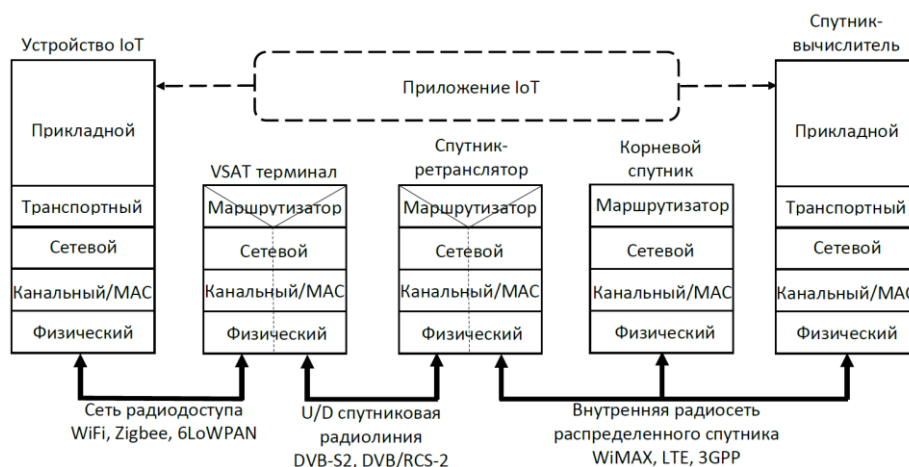 Устройство IoT
Прикладной
Транспортный
Сетевой
Канальный/MAC
Физический
Приложение IoT
VSAT терминал
Маршрутизатор
Сетевой
Канальный/MAC
Физический
Спутник-
ретранслятор
Маршрутизатор
Сетевой
Канальный/MAC
Физический
Корневой
спутник
Маршрутизатор
Сетевой
Канальный/MAC
Физический
Спутник-
вычислитель
Прикладной
Транспортный
Сетевой
Канальный/MAC
Физический
Сеть радиодоступа
WiFi, Zigbee, 6LoWPAN
U/D спутниковая
радиолиния
DVB-S2, DVB/RCS-2
Внутренняя радиосеть
распределенного спутника
WiMAX, LTE, 3GPP